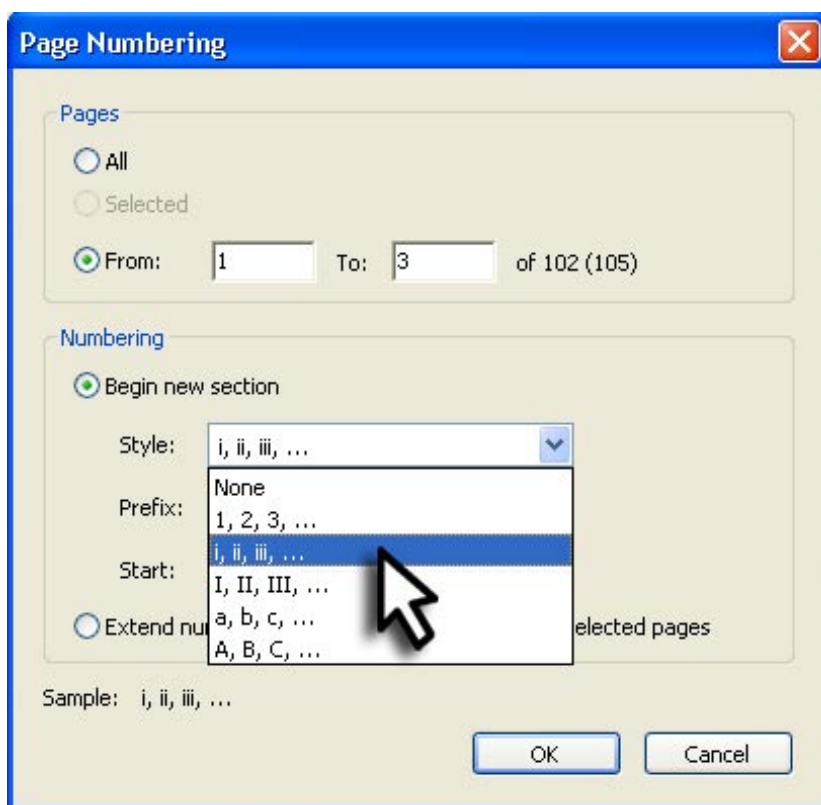 Page Numbering
Pages
All
Selected
From: 1 To: 3 of 102 (105)
Numbering
Begin new section
Style: i, ii, iii, ...
None
Prefix:
1, 2, 3, ...
i, ii, iii, ...
Start:
I, II, III, ...
a, b, c, ...
Extend elected pages
A, B, C, ...
Sample: i, ii, iii, ...
OK Cancel